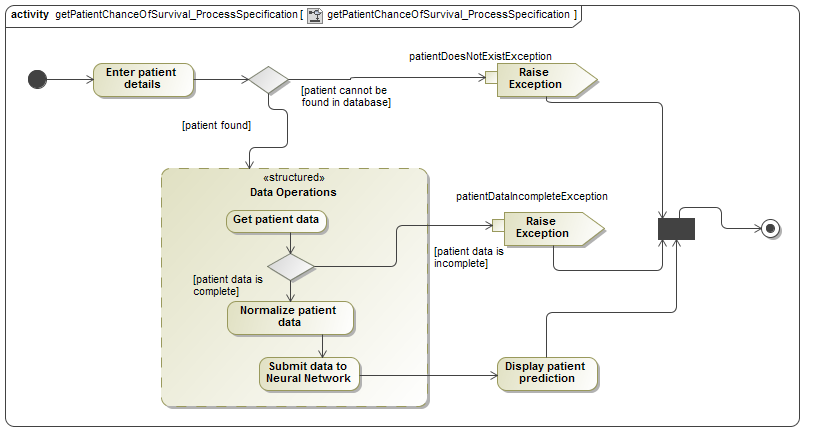 activity getPatientChanceOfSurvival_ProcessSpecification [ getPatientChanceOfSurvival_ProcessSpecification ]
Enter patient
details
patientDoesNotExistException
Raise
Exception
[patient cannot be
found in database]
[patient found]
«structured»
Data Operations
Get patient data
patientDataIncompleteException
Raise
Exception
[patient data is
incomplete]
[patient data is
complete]
Normalize patient
data
Submit data to
Neural Network
Display patient
prediction